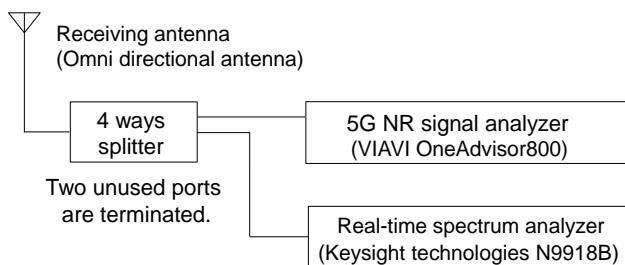 Receiving antenna
(Omni directional antenna)
4 ways
splitter
5G NR signal analyzer
(VIAVI OneAdvisor800)
Two unused ports
are terminated.
Real-time spectrum analyzer
(Keysight technologies N9918B)